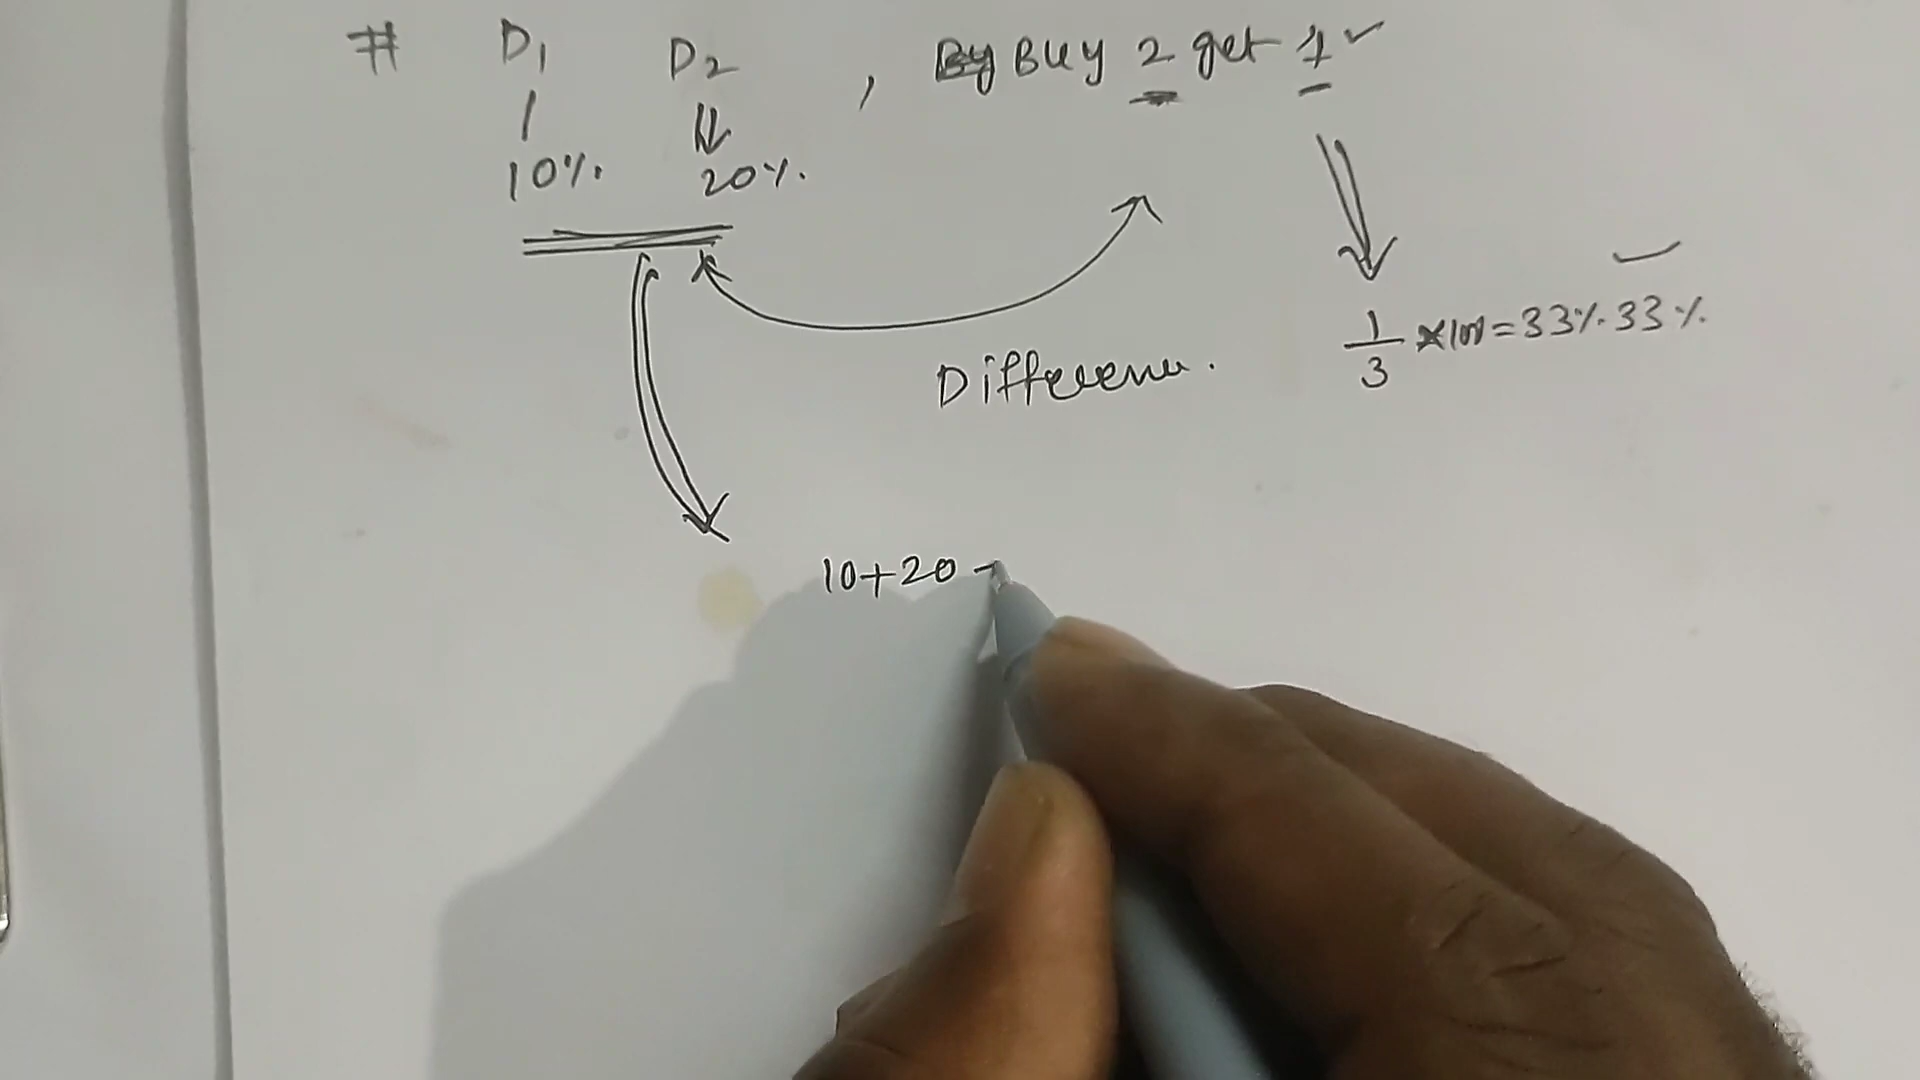 # D1 D2 , Buy 2 get 1 ✓
10% 20%
1/3 ×100 = 33%.33%
Difference.
10+20 -